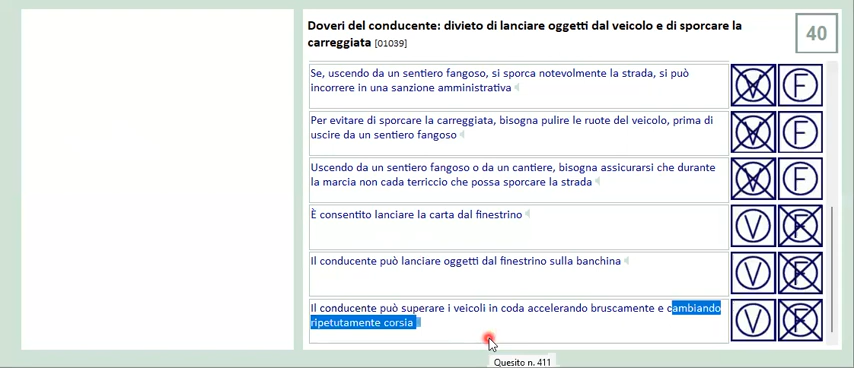 Doveri del conducente: divieto di lanciare oggetti dal veicolo e di sporcare la
carreggiata [01039]
40
Se, uscendo da un sentiero fangoso, si sporca notevolmente la strada, si può
incorrere in una sanzione amministrativa
V F
Per evitare di sporcare la carreggiata, bisogna pulire le ruote del veicolo, prima di
uscire da un sentiero fangoso
V F
Uscendo da un sentiero fangoso o da un cantiere, bisogna assicurarsi che durante
la marcia non cada terriccio che possa sporcare la strada
V F
È consentito lanciare la carta dal finestrino
V F
Il conducente può lanciare oggetti dal finestrino sulla banchina
V F
Il conducente può superare i veicoli in coda accelerando bruscamente e cambiando
ripetutamente corsia
V F
Quesito n. 411